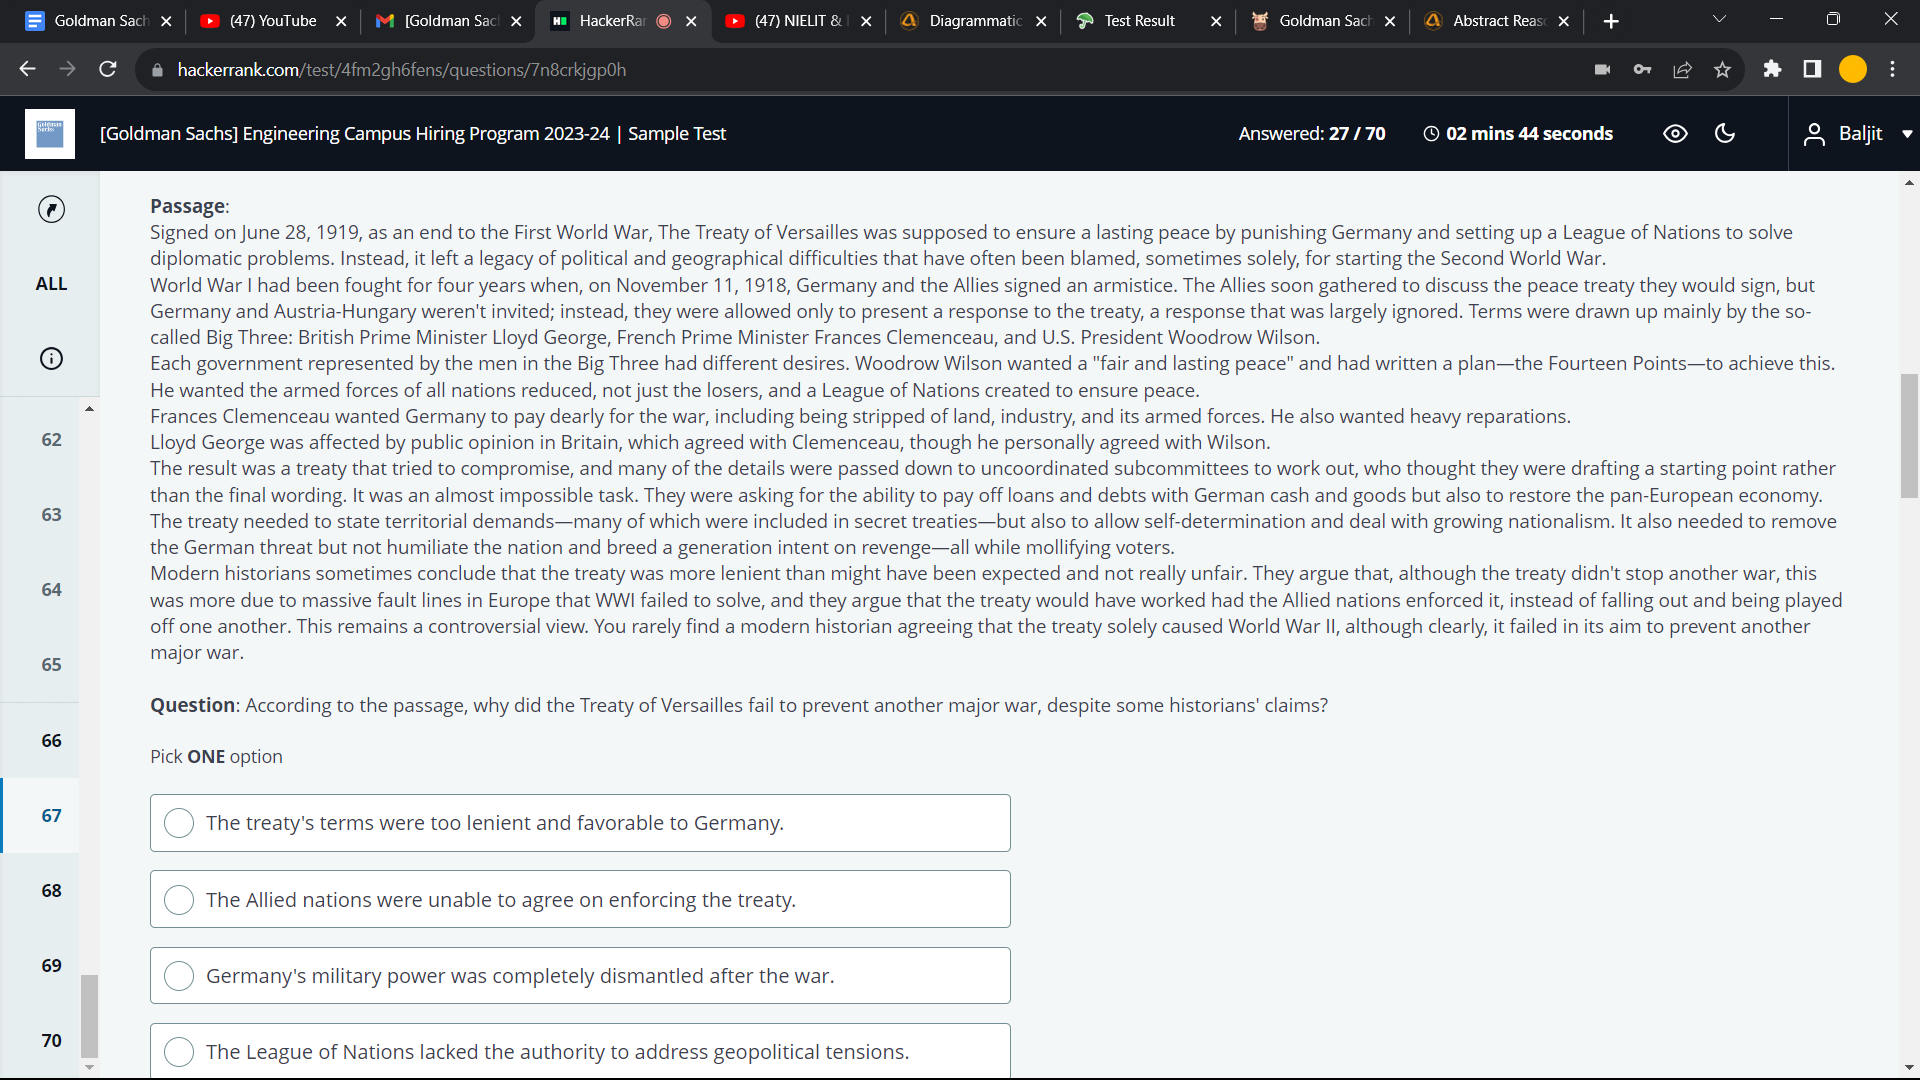 Goldman Sach
(47) YouTube
[Goldman Sac
HackerRan
(47) NIELIT &
Diagrammatic
Test Result
Goldman Sach
Abstract Reas
hackerrank.com/test/4fm2gh6fens/questions/7n8crkjgp0h
Goldman
Sachs
[Goldman Sachs] Engineering Campus Hiring Program 2023-24 | Sample Test
Answered: 27 / 70
02 mins 44 seconds
Baljit
ALL
62
63
64
65
66
67
68
69
70
Passage:
Signed on June 28, 1919, as an end to the First World War, The Treaty of Versailles was supposed to ensure a lasting peace by punishing Germany and setting up a League of Nations to solve
diplomatic problems. Instead, it left a legacy of political and geographical difficulties that have often been blamed, sometimes solely, for starting the Second World War.
World War I had been fought for four years when, on November 11, 1918, Germany and the Allies signed an armistice. The Allies soon gathered to discuss the peace treaty they would sign, but
Germany and Austria-Hungary weren't invited; instead, they were allowed only to present a response to the treaty, a response that was largely ignored. Terms were drawn up mainly by the so-
called Big Three: British Prime Minister Lloyd George, French Prime Minister Frances Clemenceau, and U.S. President Woodrow Wilson.
Each government represented by the men in the Big Three had different desires. Woodrow Wilson wanted a "fair and lasting peace" and had written a plan—the Fourteen Points—to achieve this.
He wanted the armed forces of all nations reduced, not just the losers, and a League of Nations created to ensure peace.
Frances Clemenceau wanted Germany to pay dearly for the war, including being stripped of land, industry, and its armed forces. He also wanted heavy reparations.
Lloyd George was affected by public opinion in Britain, which agreed with Clemenceau, though he personally agreed with Wilson.
The result was a treaty that tried to compromise, and many of the details were passed down to uncoordinated subcommittees to work out, who thought they were drafting a starting point rather
than the final wording. It was an almost impossible task. They were asking for the ability to pay off loans and debts with German cash and goods but also to restore the pan-European economy.
The treaty needed to state territorial demands—many of which were included in secret treaties—but also to allow self-determination and deal with growing nationalism. It also needed to remove
the German threat but not humiliate the nation and breed a generation intent on revenge—all while mollifying voters.
Modern historians sometimes conclude that the treaty was more lenient than might have been expected and not really unfair. They argue that, although the treaty didn't stop another war, this
was more due to massive fault lines in Europe that WWI failed to solve, and they argue that the treaty would have worked had the Allied nations enforced it, instead of falling out and being played
off one another. This remains a controversial view. You rarely find a modern historian agreeing that the treaty solely caused World War II, although clearly, it failed in its aim to prevent another
major war.
Question: According to the passage, why did the Treaty of Versailles fail to prevent another major war, despite some historians' claims?
Pick ONE option
The treaty's terms were too lenient and favorable to Germany.
The Allied nations were unable to agree on enforcing the treaty.
Germany's military power was completely dismantled after the war.
The League of Nations lacked the authority to address geopolitical tensions.